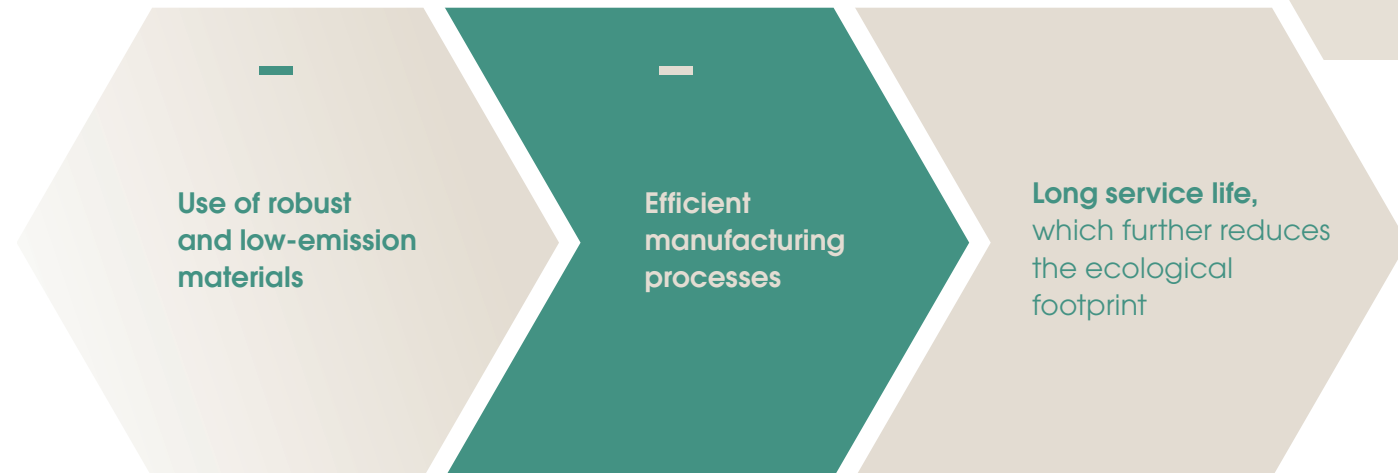 Use of robust
and low-emission
materials
Efficient
manufacturing
processes
Long service life,
which further reduces
the ecological
footprint